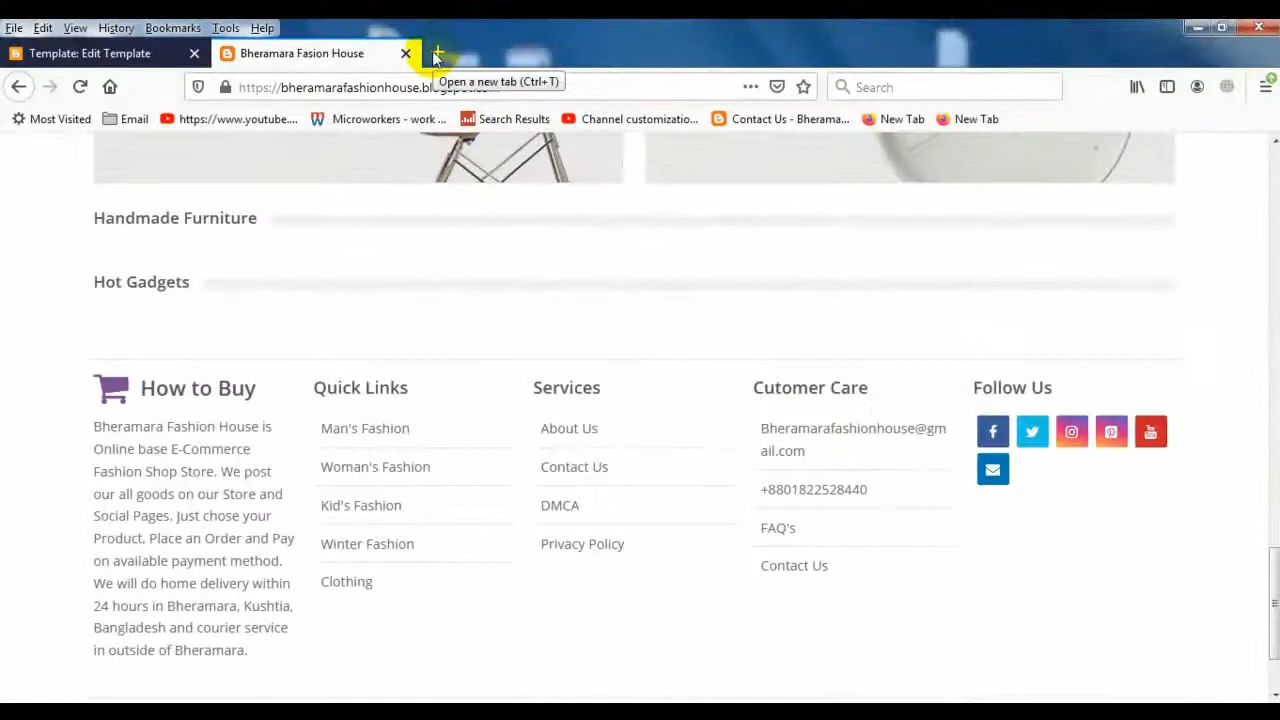 File Edit View History Bookmarks Tools Help
Template: Edit Template
Bheramara Fasion House
Open a new tab (Ctrl+T)
https://bheramarafashionhouse.blogspot.com
Search
Most Visited
Email
https://www.youtube....
Microworkers - work ...
Search Results
Channel customizatio...
Contact Us - Bherama...
New Tab
New Tab
Handmade Furniture
Hot Gadgets
How to Buy
Bheramara Fashion House is
Online base E-Commerce
Fashion Shop Store. We post
our all goods on our Store and
Social Pages. Just chose your
Product, Place an Order and Pay
on available payment method.
We will do home delivery within
24 hours in Bheramara, Kushtia,
Bangladesh and courier service
in outside of Bheramara.
Quick Links
Man's Fashion
Woman's Fashion
Kid's Fashion
Winter Fashion
Clothing
Services
About Us
Contact Us
DMCA
Privacy Policy
Cutomer Care
Bheramarafashionhouse@gm
ail.com
+8801822528440
FAQ's
Contact Us
Follow Us